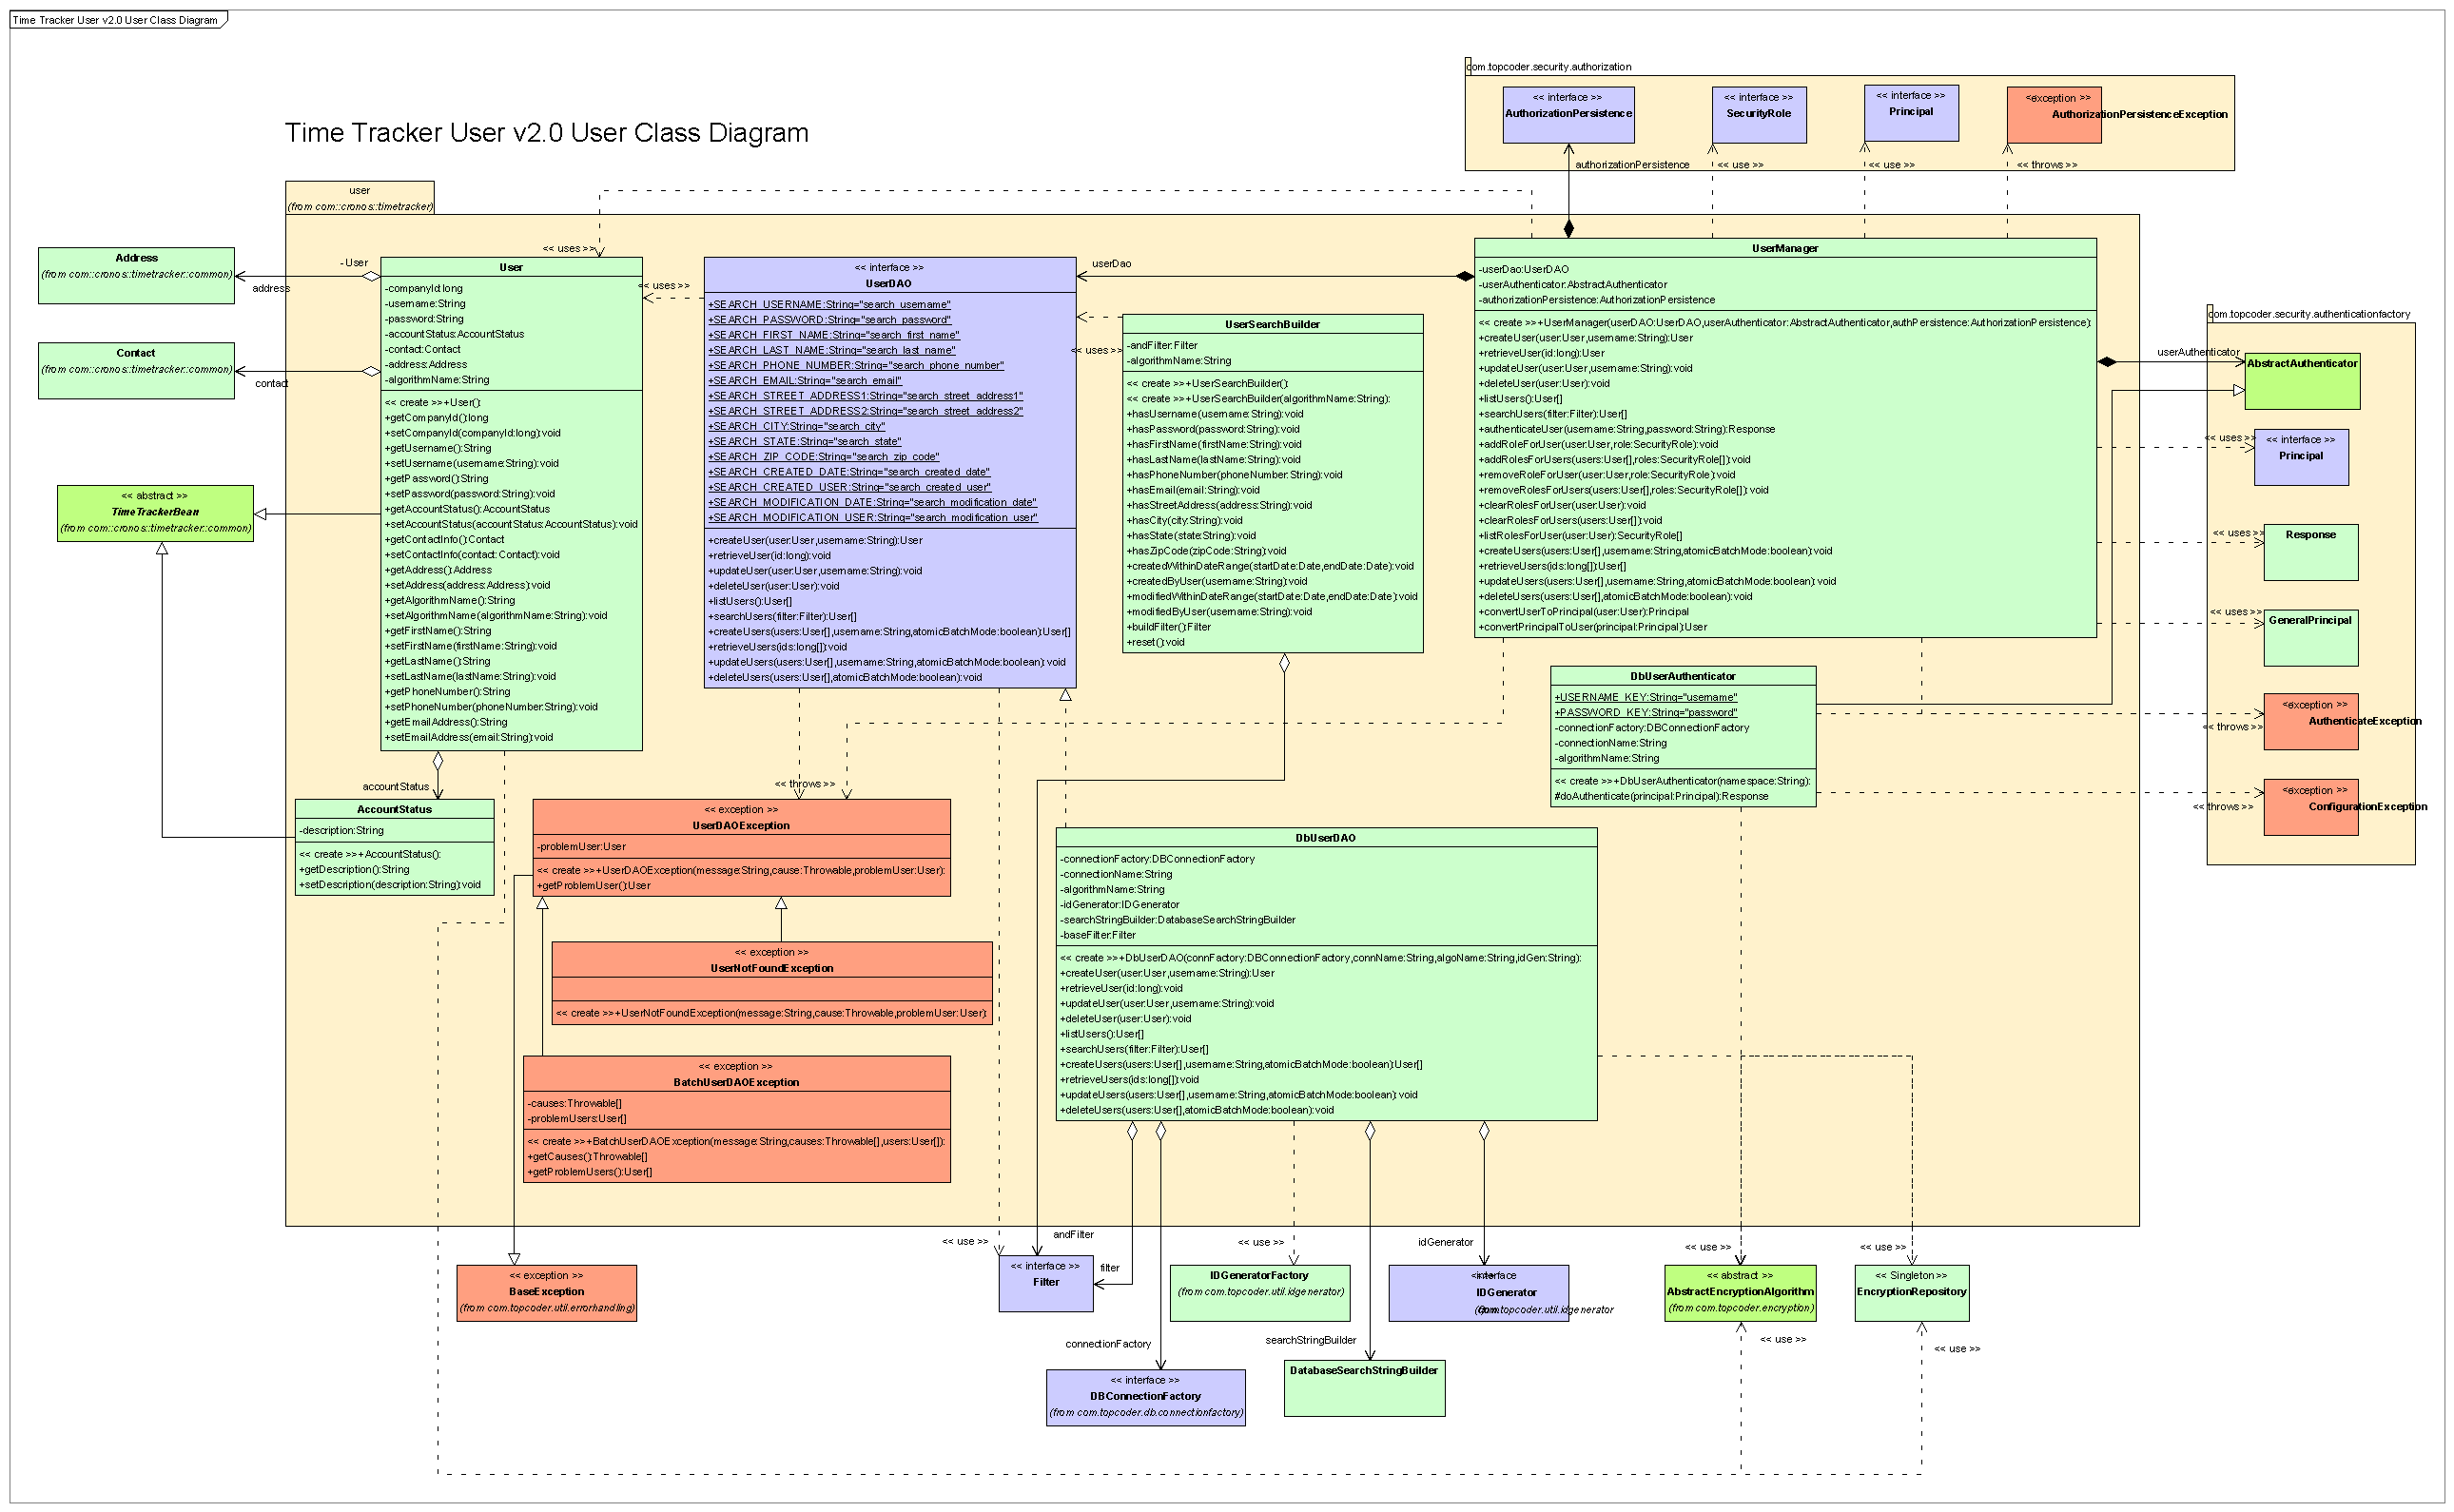 Time Tracker User v2.0 User Class Diagram
Time Tracker User v2.0 User Class Diagram
com.topcoder.security.authorization
<< interface >>
AuthorizationPersistence
<< interface >>
SecurityRole
<< interface >>
Principal
<<exception >>
AuthorizationPersistenceException
authorizationPersistence
<< use >>
<< use >>
<< throws >>
user
(from com::cronos::timetracker)
Address
(from com::cronos::timetracker::common)
-User
address
Contact
(from com::cronos::timetracker::common)
contact
<< abstract >>
TimeTrackerBean
(from com::cronos::timetracker::common)
<< uses >>
User
-companyId:long
-username:String
-password:String
-accountStatus:AccountStatus
-contact:Contact
-address:Address
-algorithmName:String
<< create >>+User():
+getCompanyId():long
+setCompanyId(companyId:long):void
+getUsername():String
+setUsername(username:String):void
+getPassword():String
+setPassword(password:String):void
+getAccountStatus():AccountStatus
+setAccountStatus(accountStatus:AccountStatus):void
+getContactInfo():Contact
+setContactInfo(contact:Contact):void
+getAddress():Address
+setAddress(address:Address):void
+getAlgorithmName():String
+setAlgorithmName(algorithmName:String):void
+getFirstName():String
+setFirstName(firstName:String):void
+getLastName():String
+setLastName(lastName:String):void
+getPhoneNumber():String
+setPhoneNumber(phoneNumber:String):void
+getEmailAddress():String
+setEmailAddress(email:String):void
<< uses >>
<< interface >>
UserDAO
+SEARCH_USERNAME:String="search_username"
+SEARCH_PASSWORD:String="search_password"
+SEARCH_FIRST_NAME:String="search_first_name"
+SEARCH_LAST_NAME:String="search_last_name"
+SEARCH_PHONE_NUMBER:String="search_phone_number"
+SEARCH_EMAIL:String="search_email"
+SEARCH_STREET_ADDRESS1:String="search_street_address1"
+SEARCH_STREET_ADDRESS2:String="search_street_address2"
+SEARCH_CITY:String="search_city"
+SEARCH_STATE:String="search_state"
+SEARCH_ZIP_CODE:String="search_zip_code"
+SEARCH_CREATED_DATE:String="search_created_date"
+SEARCH_CREATED_USER:String="search_created_user"
+SEARCH_MODIFICATION_DATE:String="search_modification_date"
+SEARCH_MODIFICATION_USER:String="search_modification_user"
+createUser(user:User,username:String):User
+retrieveUser(id:long):void
+updateUser(user:User,username:String):void
+deleteUser(user:User):void
+listUsers():User[]
+searchUsers(filter:Filter):User[]
+createUsers(users:User[],username:String,atomicBatchMode:boolean):User[]
+retrieveUsers(ids:long[]):void
+updateUsers(users:User[],username:String,atomicBatchMode:boolean):void
+deleteUsers(users:User[],atomicBatchMode:boolean):void
userDao
<< uses >>
UserSearchBuilder
-andFilter:Filter
-algorithmName:String
<< create >>+UserSearchBuilder():
<< create >>+UserSearchBuilder(algorithmName:String):
+hasUsername(username:String):void
+hasPassword(password:String):void
+hasFirstName(firstName:String):void
+hasLastName(lastName:String):void
+hasPhoneNumber(phoneNumber:String):void
+hasEmail(email:String):void
+hasStreetAddress(address:String):void
+hasCity(city:String):void
+hasState(state:String):void
+hasZipCode(zipCode:String):void
+createdWithinDateRange(startDate:Date,endDate:Date):void
+createdByUser(username:String):void
+modifiedWithinDateRange(startDate:Date,endDate:Date):void
+modifiedByUser(username:String):void
+buildFilter():Filter
+reset():void
UserManager
-userDao:UserDAO
-userAuthenticator:AbstractAuthenticator
-authorizationPersistence:AuthorizationPersistence
<< create >>+UserManager(userDAO:UserDAO,userAuthenticator:AbstractAuthenticator,authPersistence:AuthorizationPersistence):
+createUser(user:User,username:String):User
+retrieveUser(id:long):User
+updateUser(user:User,username:String):void
+deleteUser(user:User):void
+listUsers():User[]
+searchUsers(filter:Filter):User[]
+authenticateUser(username:String,password:String):Response
+addRoleForUser(user:User,role:SecurityRole):void
+addRolesForUsers(users:User[],roles:SecurityRole[]):void
+removeRoleForUser(user:User,role:SecurityRole):void
+removeRolesForUsers(users:User[],roles:SecurityRole[]):void
+clearRolesForUser(user:User):void
+clearRolesForUsers(users:User[]):void
+listRolesForUser(user:User):SecurityRole[]
+createUsers(users:User[],username:String,atomicBatchMode:boolean):void
+retrieveUsers(ids:long[]):User[]
+updateUsers(users:User[],username:String,atomicBatchMode:boolean):void
+deleteUsers(users:User[],atomicBatchMode:boolean):void
+convertUserToPrincipal(user:User):Principal
+convertPrincipalToUser(principal:Principal):User
com.topcoder.security.authenticationfactory
userAuthenticator
AbstractAuthenticator
<< uses >>
<< interface >>
Principal
<< uses >>
Response
<< uses >>
GeneralPrincipal
<<exception >>
AuthenticateException
<< throws >>
<<exception >>
ConfigurationException
<< throws >>
DbUserAuthenticator
+USERNAME_KEY:String="username"
+PASSWORD_KEY:String="password"
-connectionFactory:DBConnectionFactory
-connectionName:String
-algorithmName:String
<< create >>+DbUserAuthenticator(namespace:String):
#doAuthenticate(principal:Principal):Response
accountStatus
AccountStatus
-description:String
<< create >>+AccountStatus():
+getDescription():String
+setDescription(description:String):void
<< throws >>
<< exception >>
UserDAOException
-problemUser:User
<< create >>+UserDAOException(message:String,cause:Throwable,problemUser:User):
+getProblemUser():User
<< exception >>
UserNotFoundException
<< create >>+UserNotFoundException(message:String,cause:Throwable,problemUser:User):
<< exception >>
BatchUserDAOException
-causes:Throwable[]
-problemUsers:User[]
<< create >>+BatchUserDAOException(message:String,causes:Throwable[],users:User[]):
+getCauses():Throwable[]
+getProblemUsers():User[]
DbUserDAO
-connectionFactory:DBConnectionFactory
-connectionName:String
-algorithmName:String
-idGenerator:IDGenerator
-searchStringBuilder:DatabaseSearchStringBuilder
-baseFilter:Filter
<< create >>+DbUserDAO(connFactory:DBConnectionFactory,connName:String,algoName:String,idGen:String):
+createUser(user:User,username:String):User
+retrieveUser(id:long):void
+updateUser(user:User,username:String):void
+deleteUser(user:User):void
+listUsers():User[]
+searchUsers(filter:Filter):User[]
+createUsers(users:User[],username:String,atomicBatchMode:boolean):User[]
+retrieveUsers(ids:long[]):void
+updateUsers(users:User[],username:String,atomicBatchMode:boolean):void
+deleteUsers(users:User[],atomicBatchMode:boolean):void
<< exception >>
BaseException
(from com.topcoder.util.errorhandling)
<< use >>
andFilter
filter
<< interface >>
Filter
<< use >>
IDGeneratorFactory
(from com.topcoder.util.idgenerator)
idGenerator
interface
IDGenerator
com.topcoder.util.idgenerator
<< use >>
<< abstract >>
AbstractEncryptionAlgorithm
(from com.topcoder.encryption)
<< use >>
<< use >>
<< Singleton >>
EncryptionRepository
<< use >>
connectionFactory
<< interface >>
DBConnectionFactory
(from com.topcoder.db.connectionfactory)
searchStringBuilder
DatabaseSearchStringBuilder